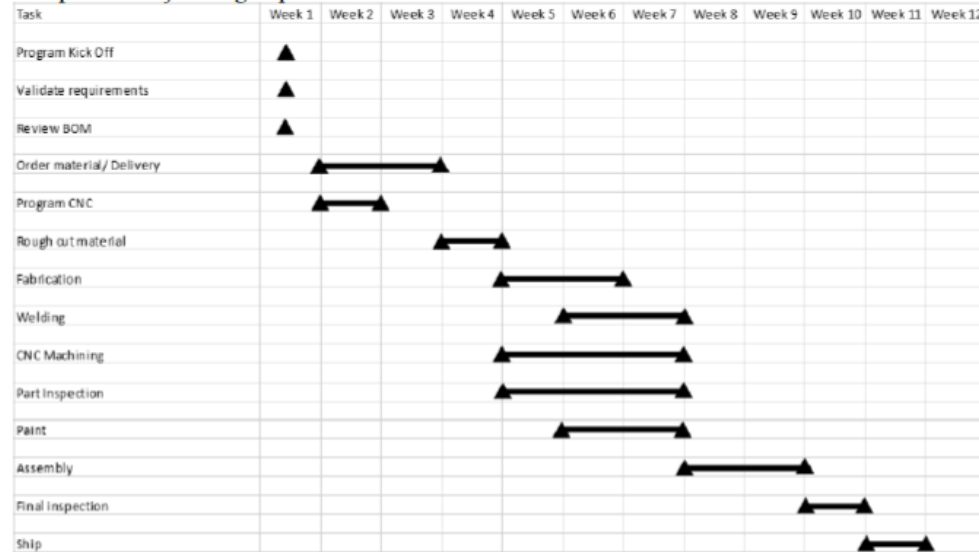 Task Week 1 Week 2 Week 3 Week 4 Week 5 Week 6 Week 7 Week 8 Week 9 Week 10 Week 11 Week 12
Program Kick Off
Validate requirements
Review BOM
Order material/ Delivery
Program CNC
Rough cut material
Fabrication
Welding
CNC Machining
Part Inspection
Paint
Assembly
Final Inspection
Ship